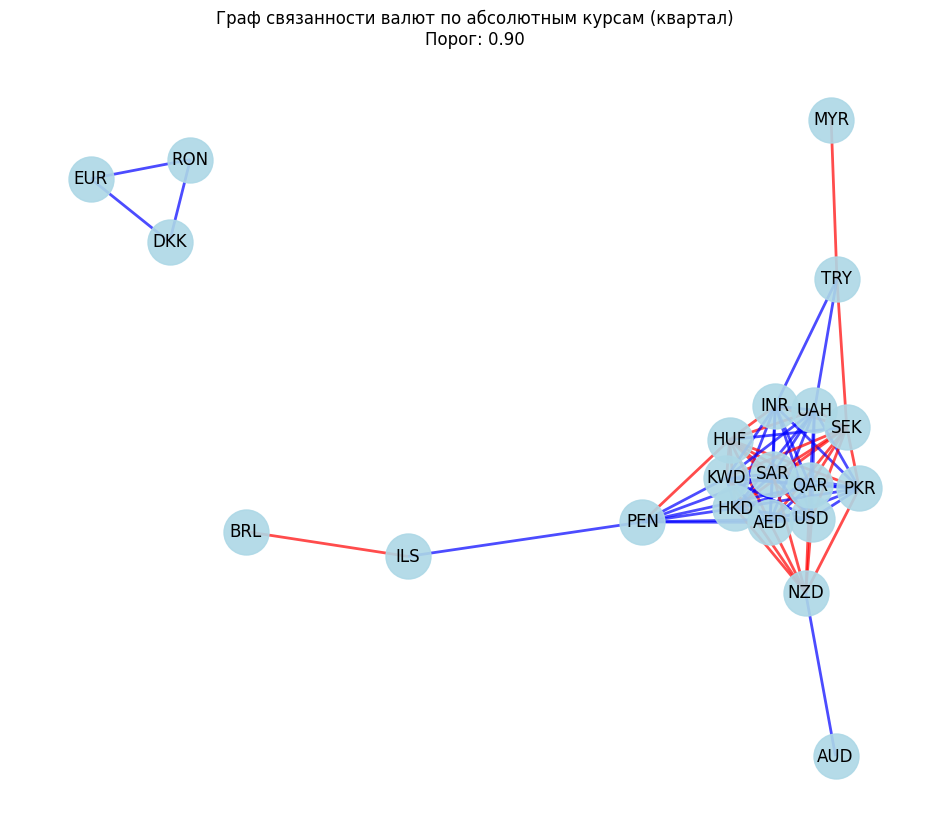 Граф связанности валют по абсолютным курсам (квартал)
Порог: 0.90
MYR
RON
EUR
DKK
TRY
INR
UAH
SEK
HUF
SAR
KWD
QAR
PKR
HKD
USD
AED
PEN
BRL
ILS
NZD
AUD